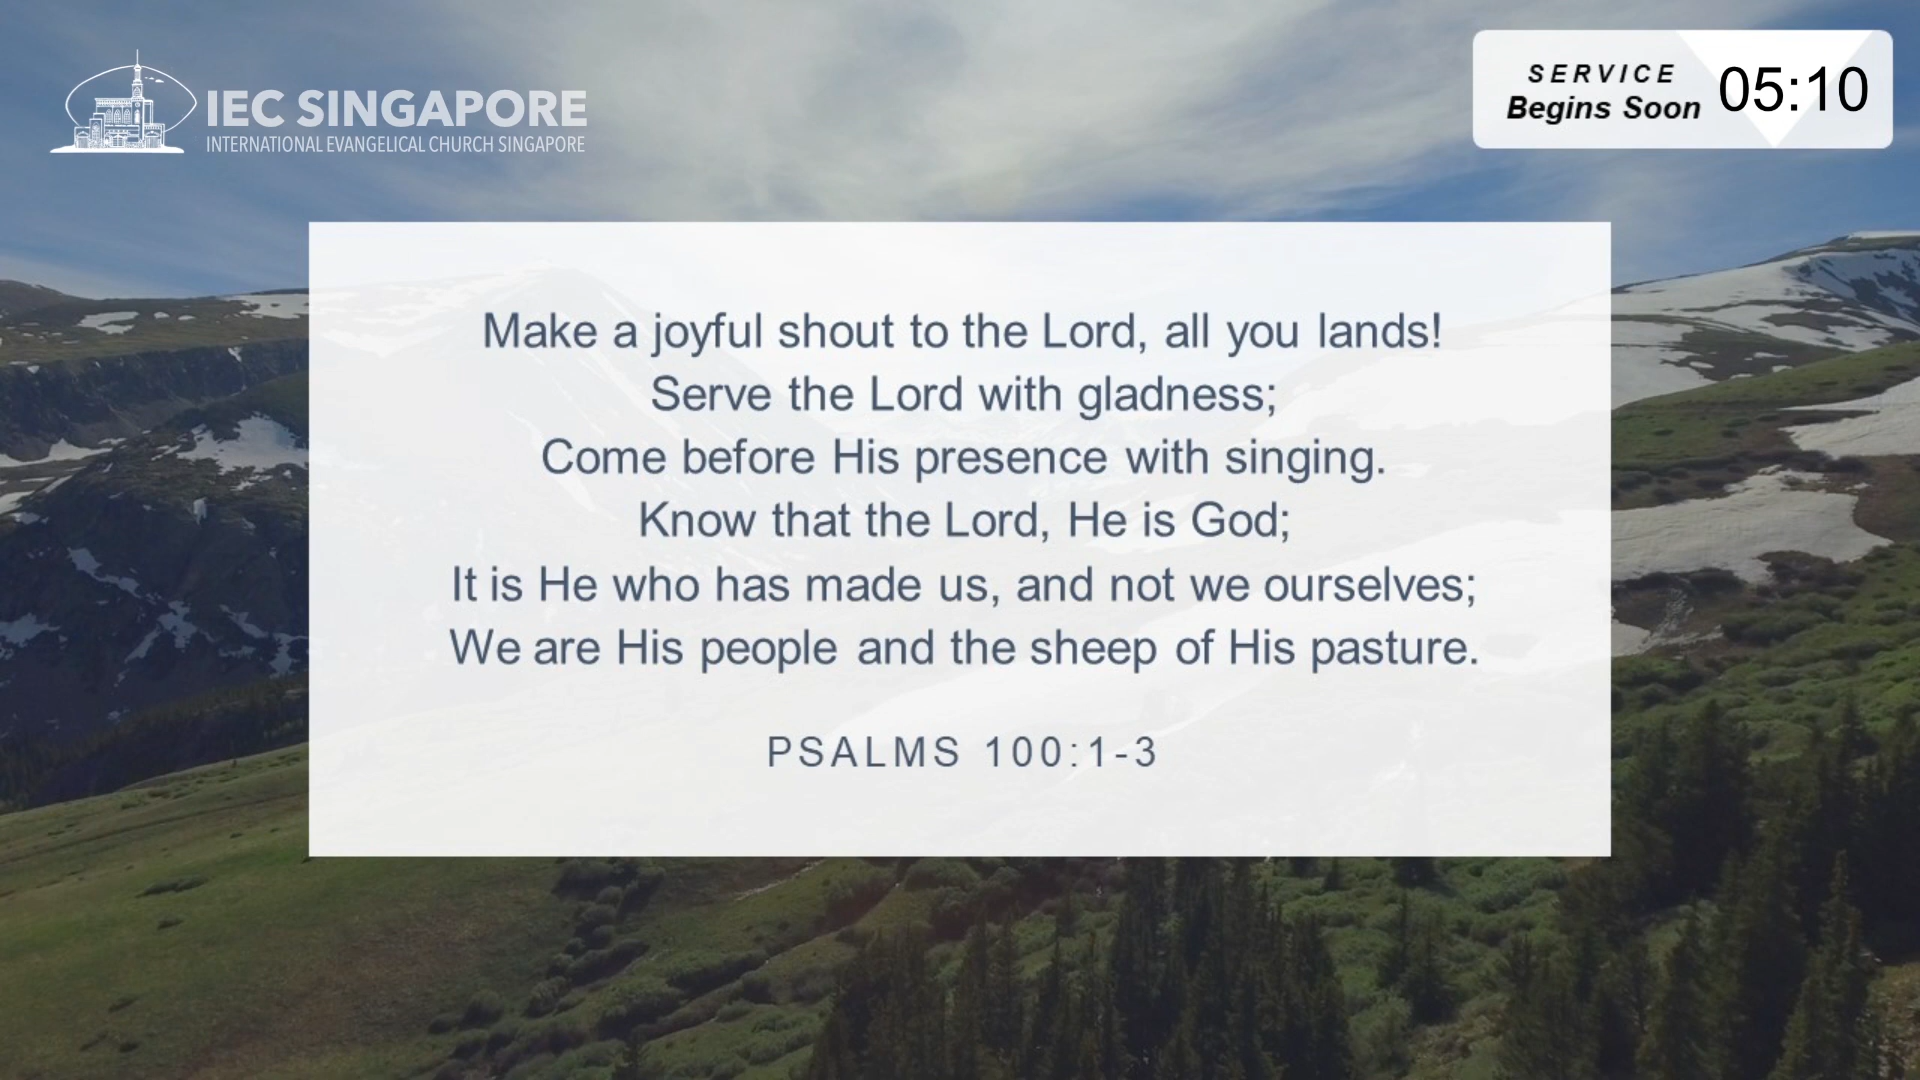 IEC SINGAPORE
INTERNATIONAL EVANGELICAL CHURCH SINGAPORE
SERVICE
Begins Soon
05:10
Make a joyful shout to the Lord, all you lands!
Serve the Lord with gladness;
Come before His presence with singing.
Know that the Lord, He is God;
It is He who has made us, and not we ourselves;
We are His people and the sheep of His pasture.
PSALMS 100:1-3